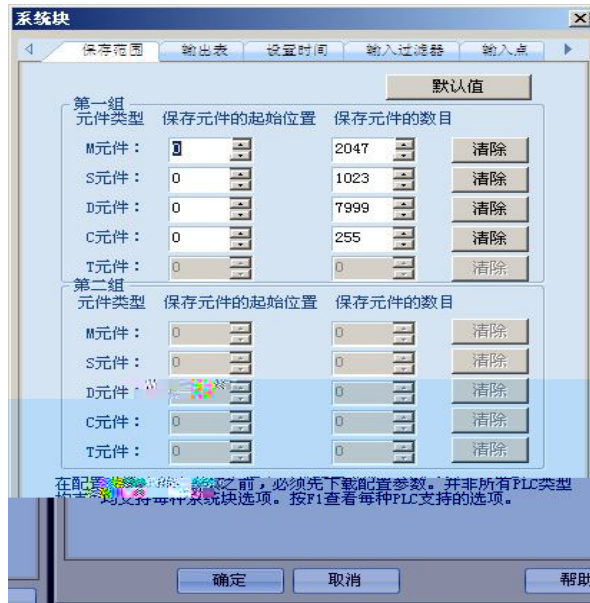 系统块
保存范围 输出表 设置时间 输入过滤器 输入点
默认值
第一组
元件类型 保存元件的起始位置 保存元件的数目
M元件： 0 2047 清除
S元件： 0 1023 清除
D元件： 0 7999 清除
C元件： 0 255 清除
T元件： 0 0 清除
第二组
元件类型 保存元件的起始位置 保存元件的数目
M元件： 0 0 清除
S元件： 0 0 清除
D元件 0 清除
C元件： 0 0 清除
T元件： 0 0 清除
在配置 之前，必须先下载配置参数。并非所有PLC类型
均支持每种系统块选项。按F1查看每种PLC支持的选项。
确定 取消 帮助